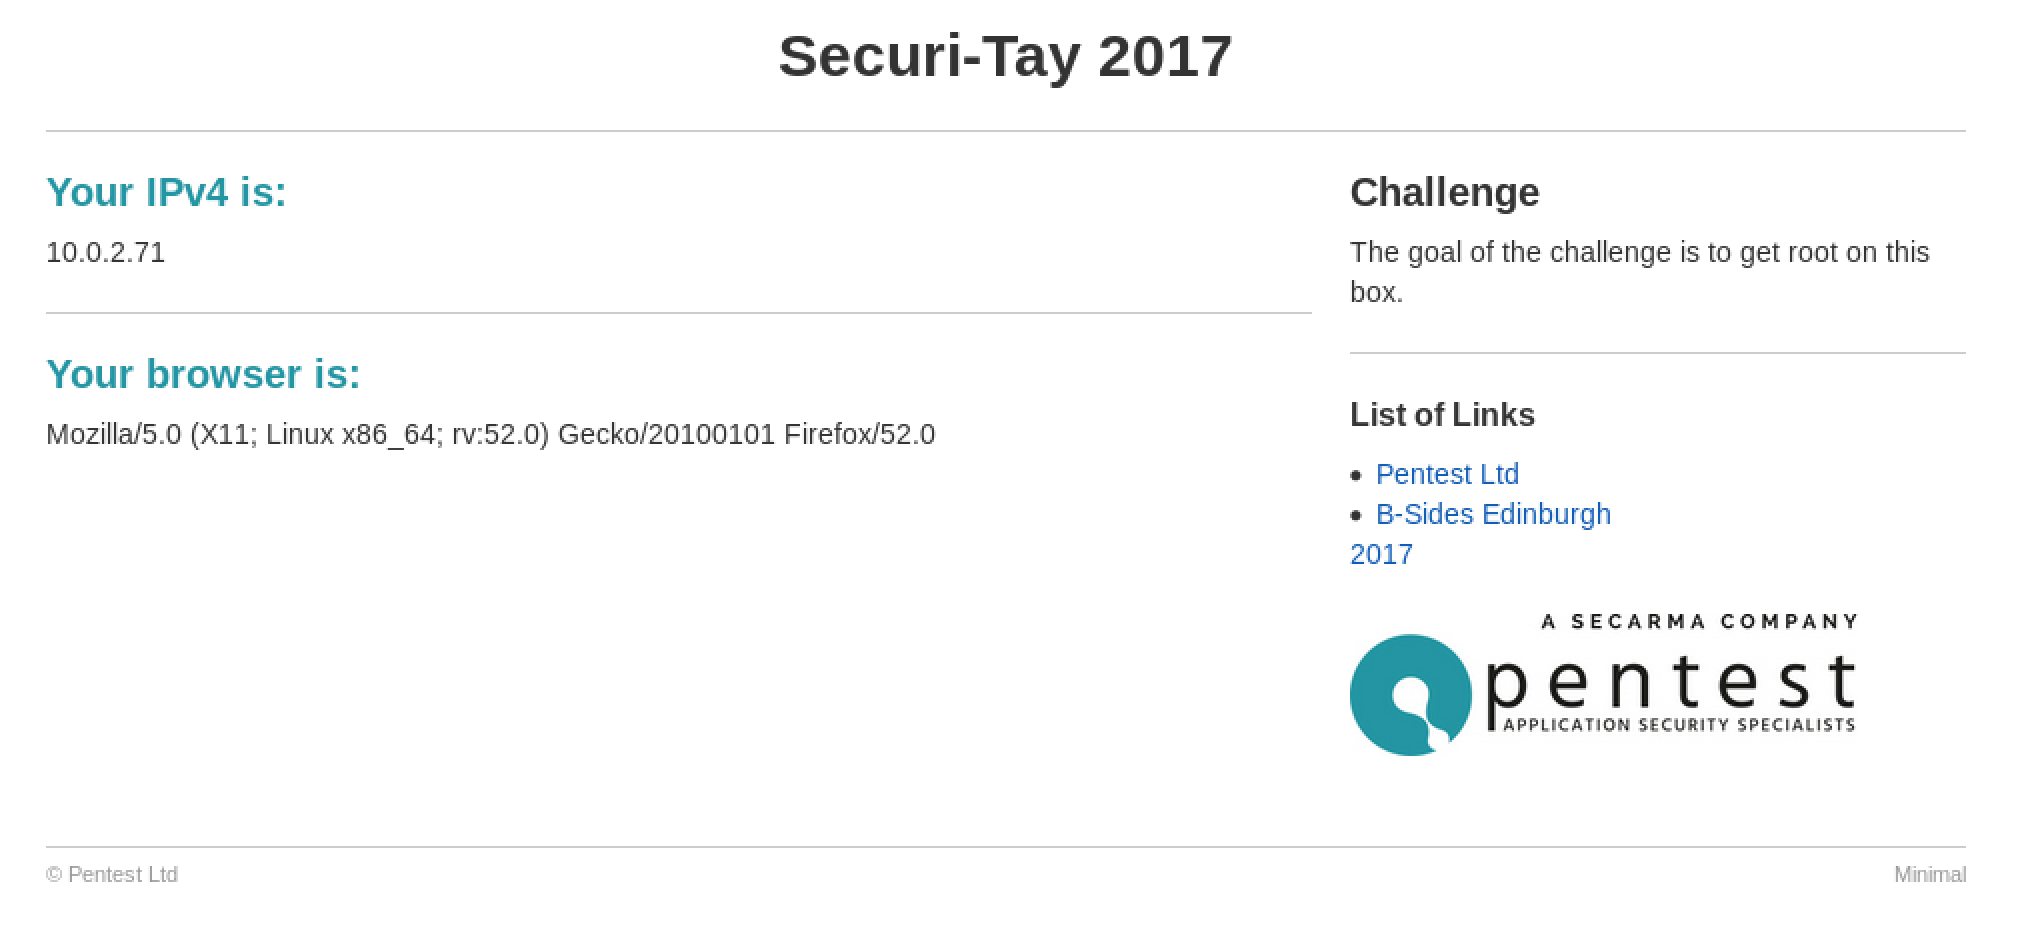 Securi-Tay 2017
Your IPv4 is:
10.0.2.71
Your browser is:
Mozilla/5.0 (X11; Linux x86_64; rv:52.0) Gecko/20100101 Firefox/52.0
Challenge
The goal of the challenge is to get root on this
box.
List of Links
• Pentest Ltd
• B-Sides Edinburgh
2017
A SECARMA COMPANY
pentest
APPLICATION SECURITY SPECIALISTS
© Pentest Ltd
Minimal